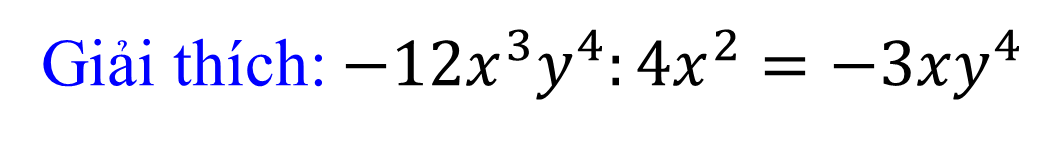 Giải thích: −12x³y⁴: 4x² = −3xy⁴